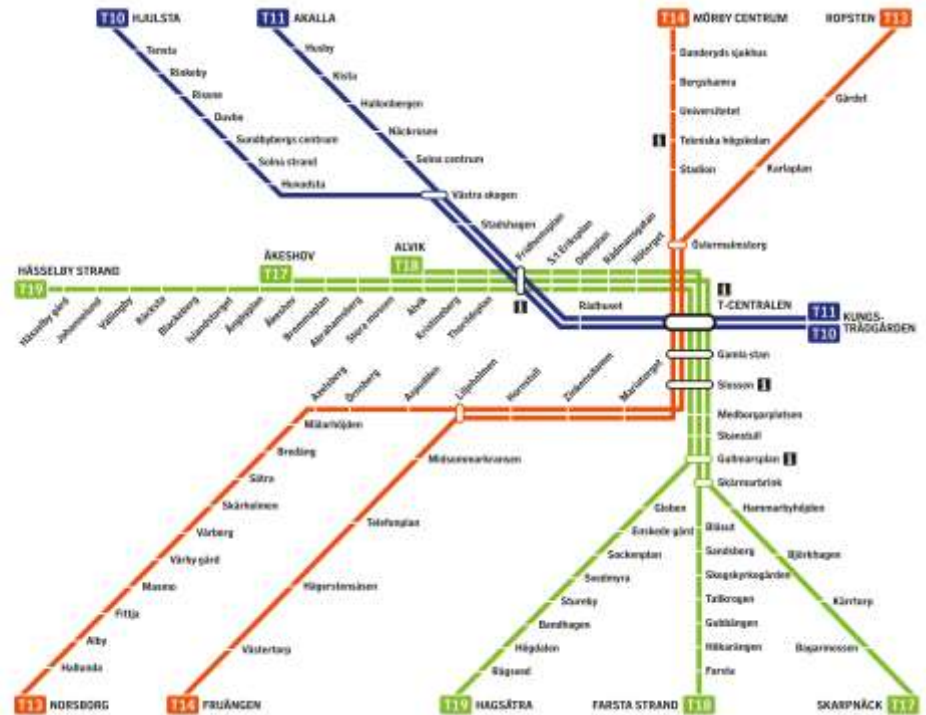 T10 HJULSTA
Tensta
Rinkeby
Rissne
Duvbo
Sundbybergs centrum
Solna strand
Huvudsta
T11 AKALLA
Husby
Kista
Hallonbergen
Näckrosen
Solna centrum
Västra skogen
Stadshagen
Fridhemsplan
Rådhuset
T14 MÖRBY CENTRUM
Danderyds sjukhus
Bergshamra
Universitetet
Tekniska högskolan
Stadion
ROPSTEN T13
Gärdet
Karlaplan
Östermalmstorg
HÄSSELBY STRAND
T19
ÅKESHOV
T17
ALVIK
T18
Hässelby gård
Johannelund
Vällingby
Råcksta
Blackeberg
Islandstorget
Ängbyplan
Åkeshov
Brommaplan
Abrahamsberg
Stora mossen
Alvik
Kristineberg
Thorildsplan
S:t Eriksplan
Odenplan
Rådmansgatan
Hötorget
T-CENTRALEN
T11
T10
KUNGS-
TRÄDGÅRDEN
Gamla stan
Slussen
Medborgarplatsen
Skanstull
Gullmarsplan
Skärmarbrink
Axelsberg
Örnsberg
Aspudden
Liljeholmen
Hornstull
Zinkensdamm
Mariatorget
Mälarhöjden
Bredäng
Sätra
Skärholmen
Vårberg
Vårby gård
Masmo
Fittja
Alby
Hallunda
T13 NORSBORG
Midsommarkransen
Telefonplan
Hägerstensåsen
Västertorp
T14 FRUÄNGEN
Globen
Enskede gård
Sockenplan
Svedmyra
Stureby
Bandhagen
Högdalen
Rågsved
T19 HAGSÄTRA
Blåsut
Sandsborg
Skogskyrkogården
Tallkrogen
Gubbängen
Hökarängen
Farsta
FARSTA STRAND T18
Hammarbyhöjden
Björkhagen
Kärrtorp
Bagarmossen
SKARPNÄCK T17